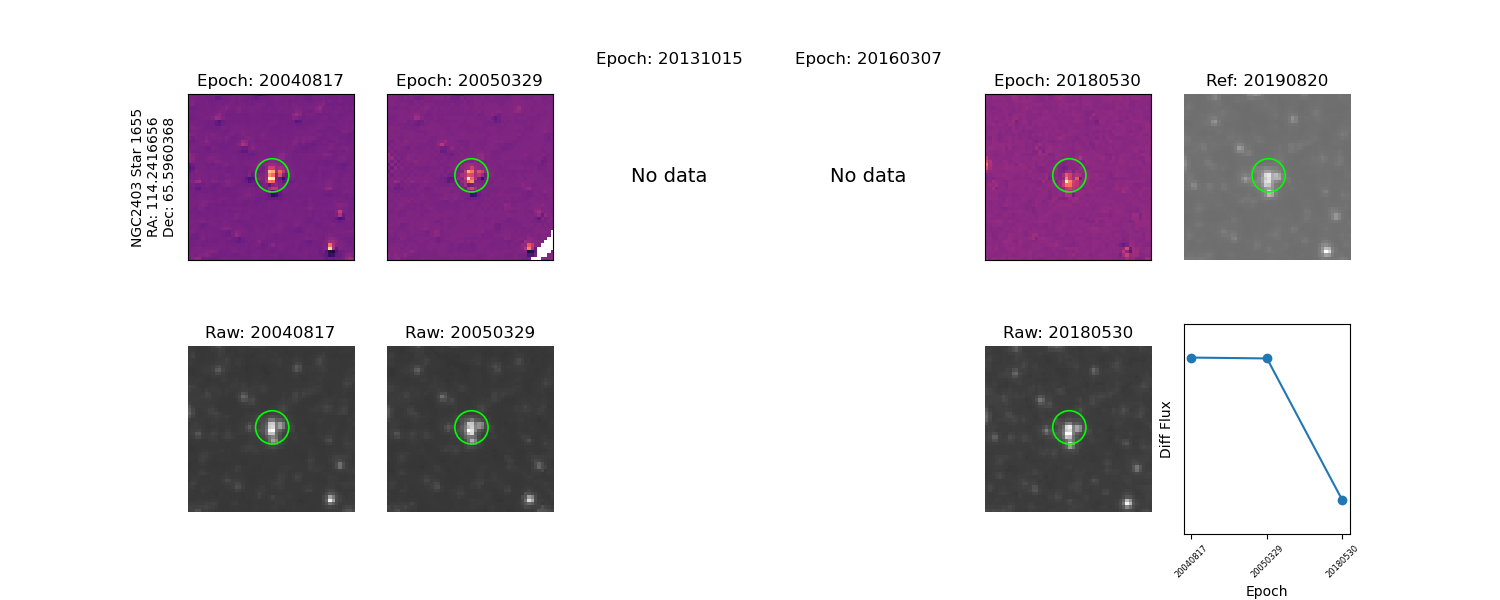 Epoch: 20040817
Epoch: 20050329
Epoch: 20131015
Epoch: 20160307
Epoch: 20180530
Ref: 20190820
NGC2403 Star 1655
RA: 114.2416656
Dec: 65.5960368
No data
No data
Raw: 20040817
Raw: 20050329
Raw: 20180530
Diff Flux
20040817
20050329
20180530
Epoch